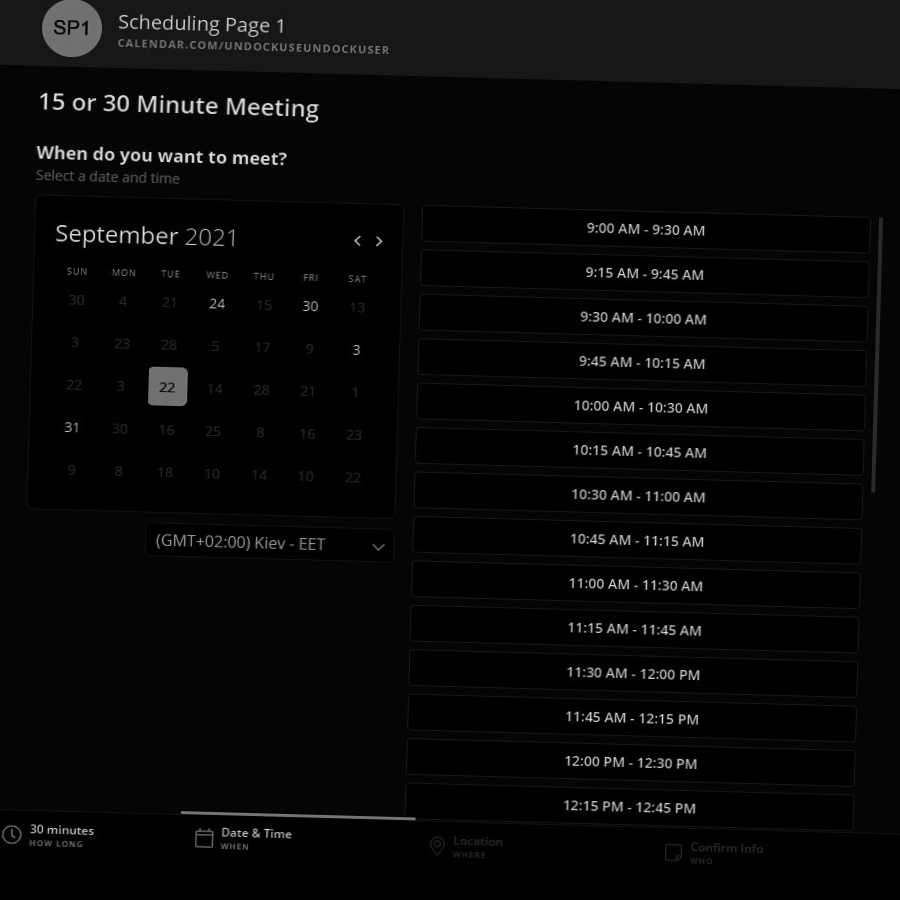 SP1
Scheduling Page 1
CALENDAR.COM/UNDOCKUSEUNDOCKUSER
15 or 30 Minute Meeting
When do you want to meet?
Select a date and time
September 2021
SUN MON TUE WED THU FRI SAT
30 4 21 24 15 30 13
3 23 28 5 17 9 3
22 3 22 14 28 21 1
31 30 16 25 8 16 23
9 8 18 10 14 10 22
(GMT+02:00) Kiev - EET
9:00 AM - 9:30 AM
9:15 AM - 9:45 AM
9:30 AM - 10:00 AM
9:45 AM - 10:15 AM
10:00 AM - 10:30 AM
10:15 AM - 10:45 AM
10:30 AM - 11:00 AM
10:45 AM - 11:15 AM
11:00 AM - 11:30 AM
11:15 AM - 11:45 AM
11:30 AM - 12:00 PM
11:45 AM - 12:15 PM
12:00 PM - 12:30 PM
12:15 PM - 12:45 PM
30 minutes
HOW LONG
Date & Time
WHEN
Location
WHERE
Confirm Info
WHO